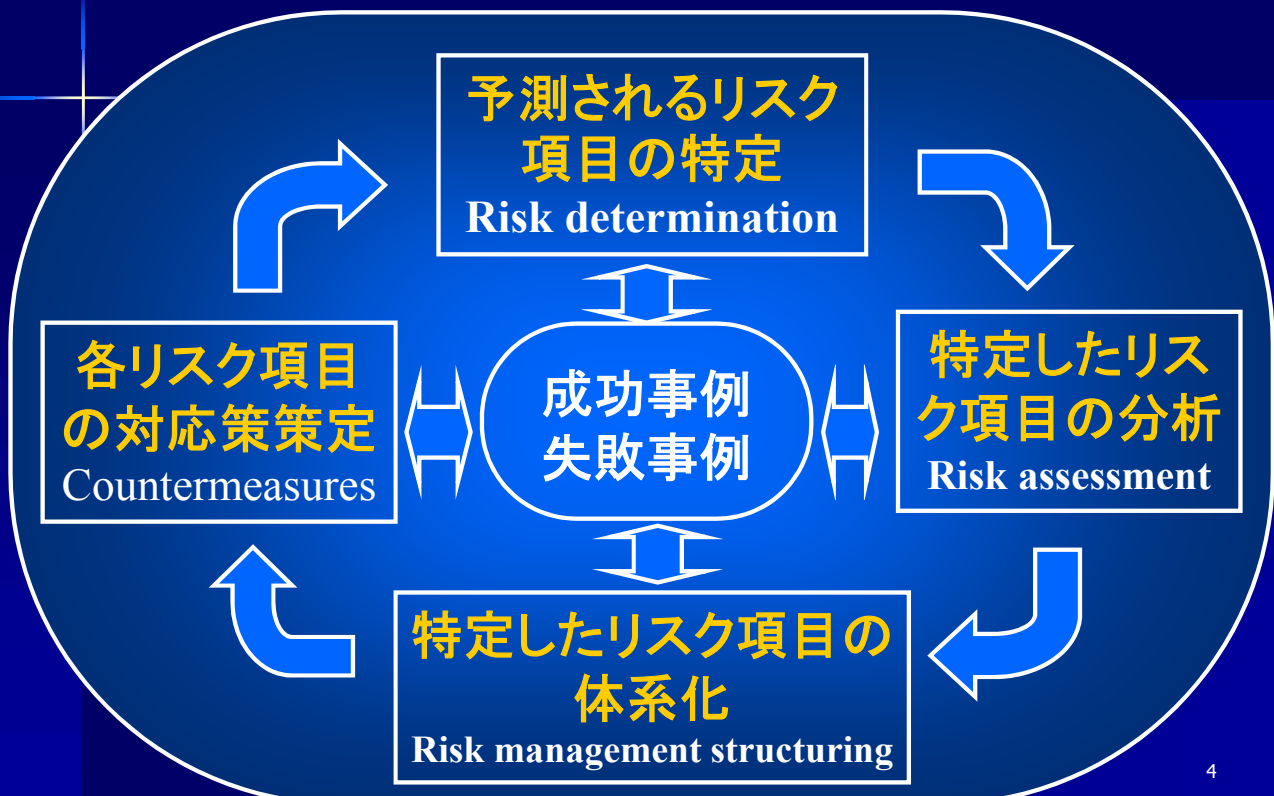 予測されるリスク
項目の特定
Risk determination
各リスク項目
の対応策策定
Countermeasures
成功事例
失敗事例
特定したリス
ク項目の分析
Risk assessment
特定したリスク項目の
体系化
Risk management structuring
4